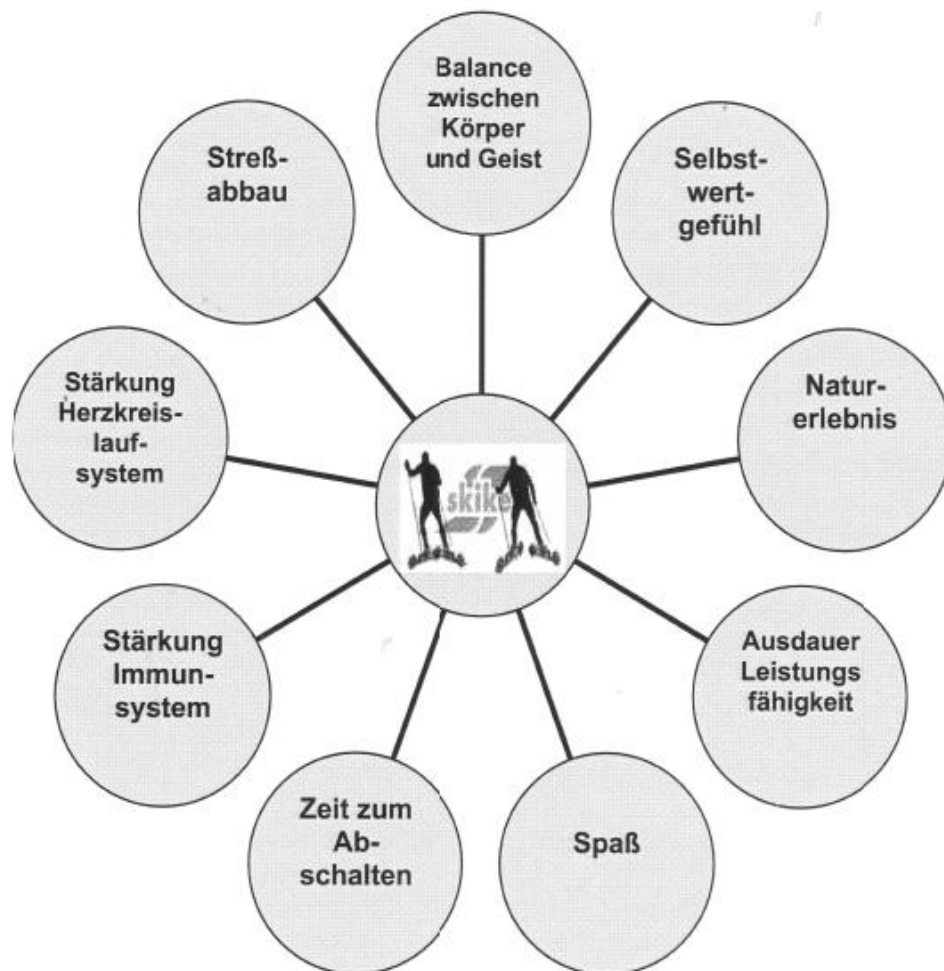 Balance
zwischen
Körper
und Geist
Selbst-
wert-
gefühl
Natur-
erlebnis
Ausdauer
Leistungs
fähigkeit
Spaß
Zeit zum
Ab-
schalten
Stärkung
Immun-
system
Stärkung
Herzkreis-
lauf-
system
Streß-
abbau
skike